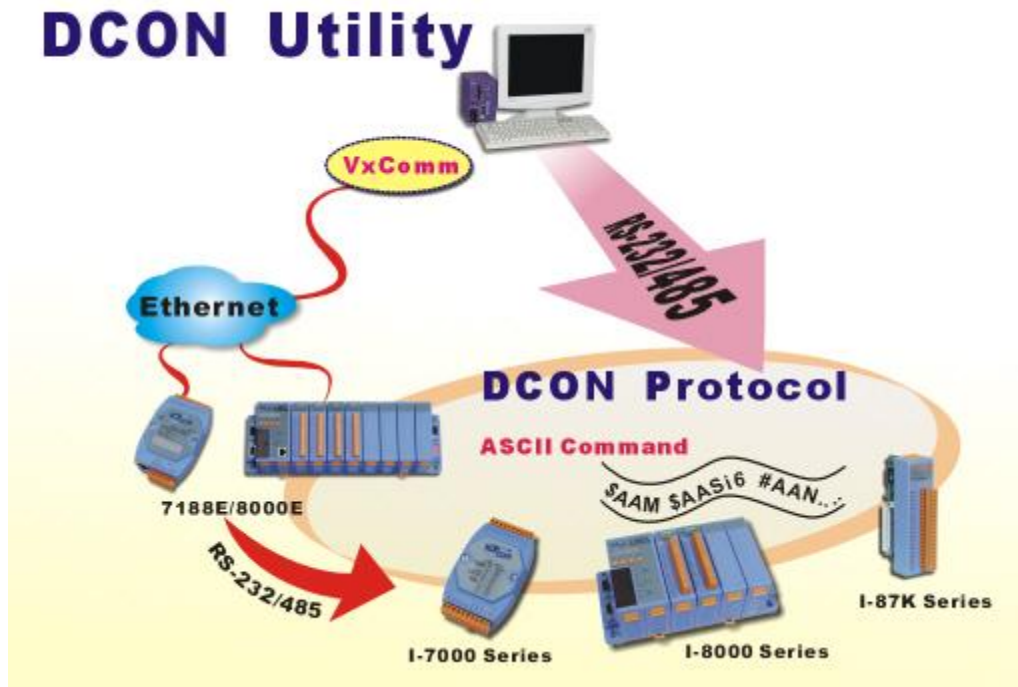 DCON Utility
VxComm
RS-232/485
Ethernet
DCON Protocol
ASCII Command
$AAM $AASi6 #AAN...
7188E/8000E
RS-232/485
I-7000 Series
I-8000 Series
I-87K Series